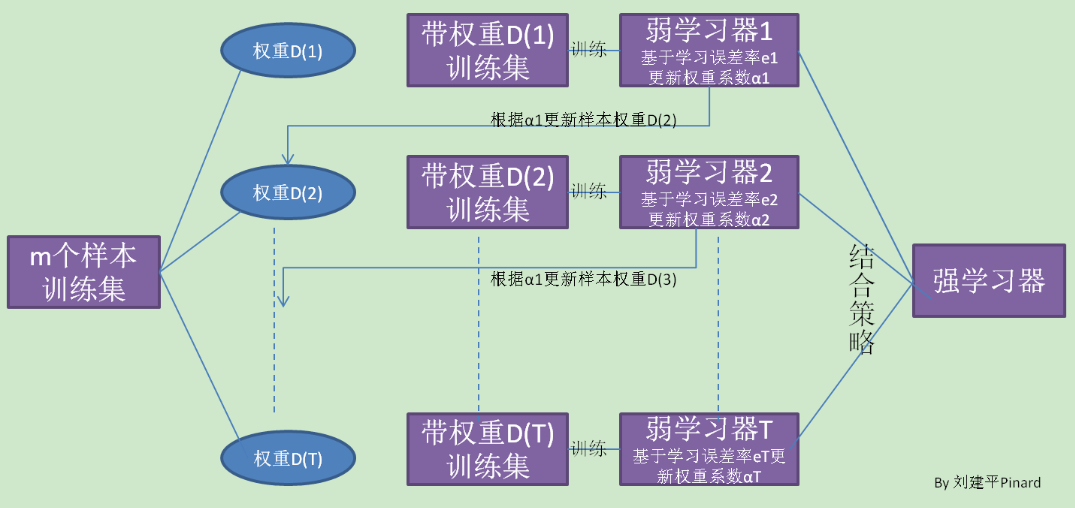 权重D(1)
带权重D(1)
训练集
训练
弱学习器1
基于学习误差率e1
更新权重系数α1
根据α1更新样本权重D(2)
权重D(2)
带权重D(2)
训练集
训练
弱学习器2
基于学习误差率e2
更新权重系数α2
m个样本
训练集
根据α1更新样本权重D(3)
结
合
策
略
强学习器
权重D(T)
带权重D(T)
训练集
训练
弱学习器T
基于学习误差率eT更
新权重系数αT
By 刘建平Pinard